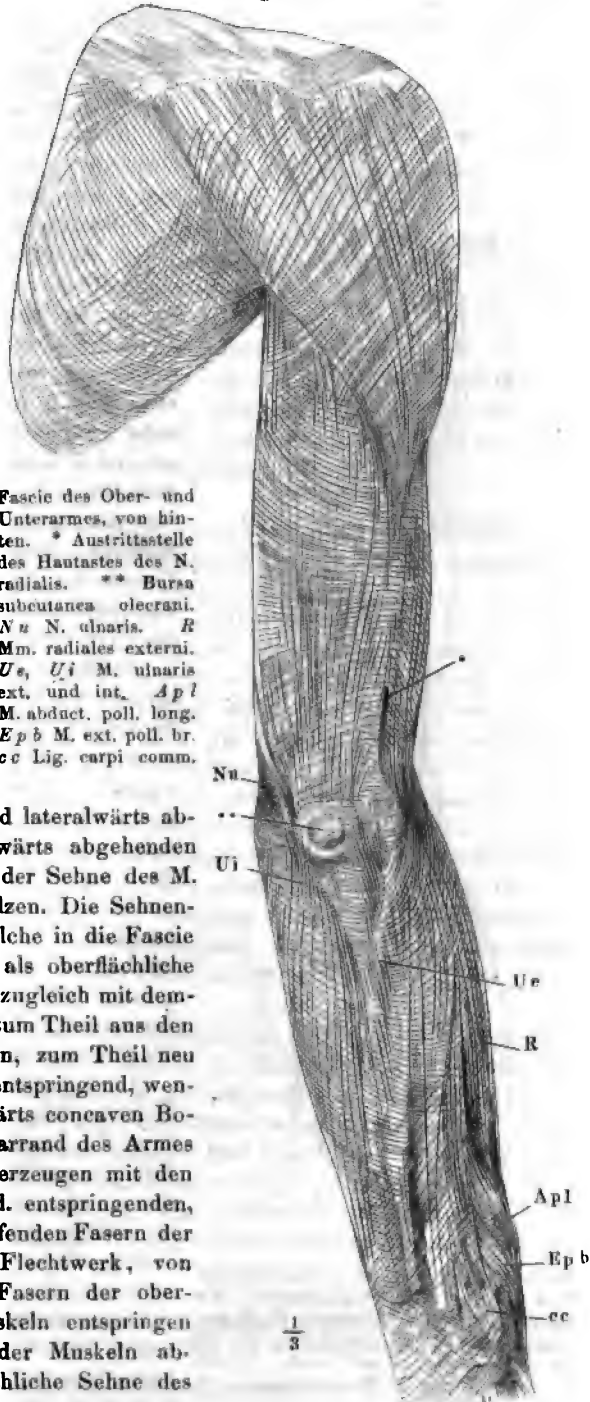 Fascie des Ober- und
Unterarmes, von hin-
ten. * Austrittsstelle
des Hautastes des N.
radialis. ** Bursa
subcutanea olecrani.
Nu N. ulnaris. R
Mm. radiales externi.
Ue, Ui M. ulnaris
ext. und int. Apl
M. abduct. poll. long.
Epb M. ext. poll. br.
cc Lig. carpi comm.
d lateralwärts ab-
wärts abgehenden
der Sehne des M.
lzen. Die Sehnen-
lche in die Fascie
als oberflächliche
zugleich mit dem-
zum Theil aus den
n, zum Theil neu
entspringend, wen-
ärts concaven Bo-
arrand des Armes
erzeugen mit den
l. entspringenden,
fenden Fasern der
Flechtwerk, von
Fasern der ober-
skeln entspringen
der Muskeln ab-
hliche Sehne des
*
Nu
**
Ui
Ue
R
Apl
Epb
cc
1/3